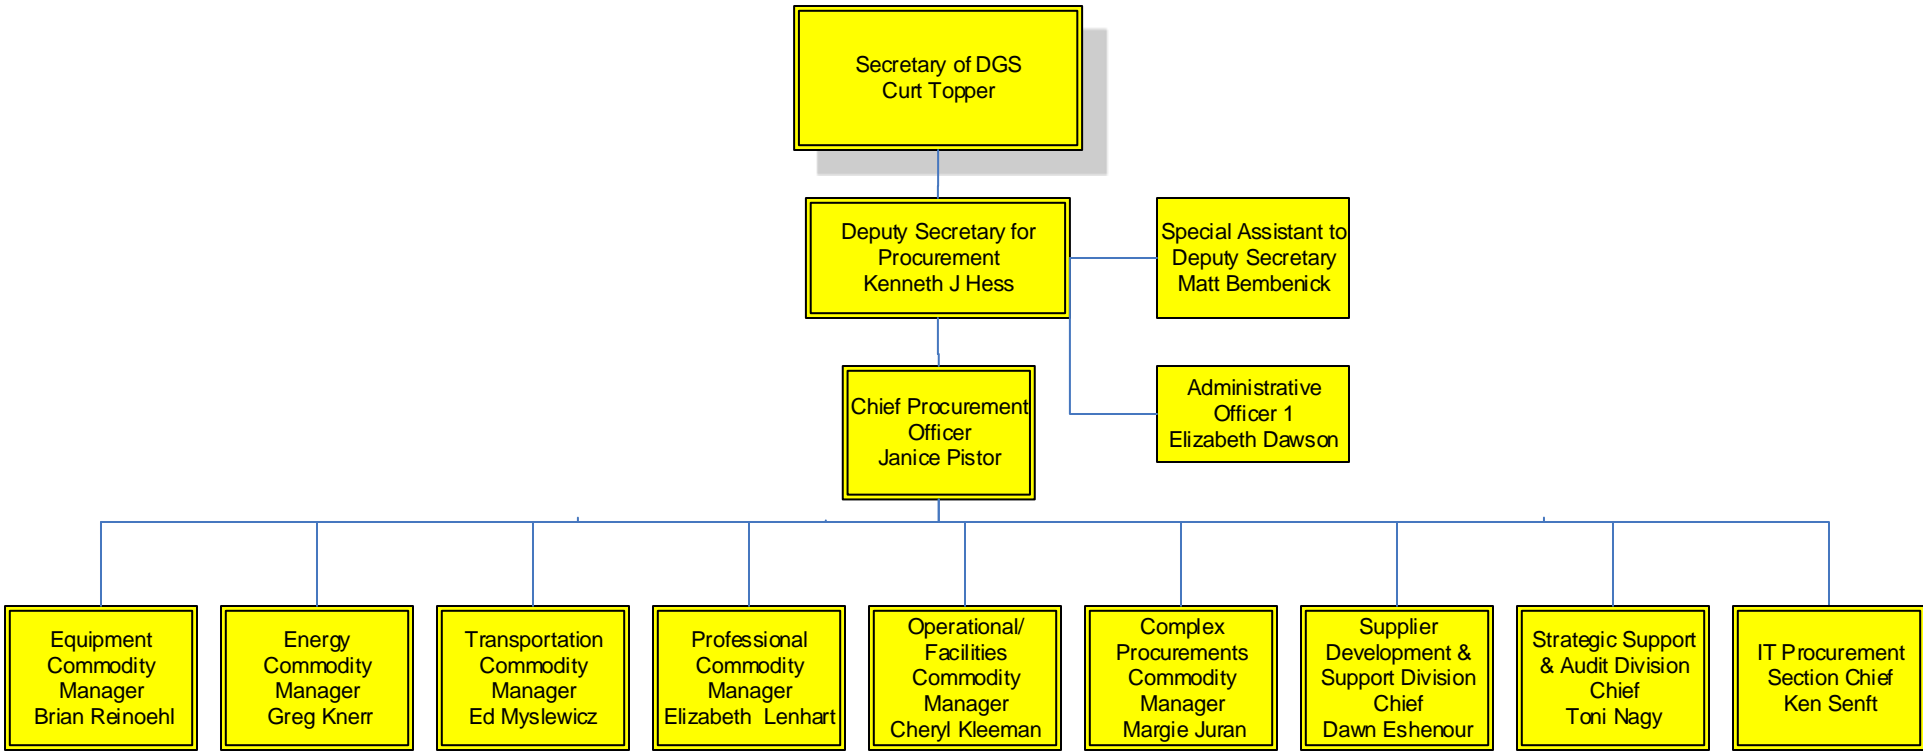 Secretary of DGS
Curt Topper
Deputy Secretary for
Procurement
Kenneth J Hess
Special Assistant to
Deputy Secretary
Matt Bembenick
Chief Procurement
Officer
Janice Pistor
Administrative
Officer 1
Elizabeth Dawson
Equipment
Commodity
Manager
Brian Reinoehl
Energy
Commodity
Manager
Greg Knerr
Transportation
Commodity
Manager
Ed Myslewicz
Professional
Commodity
Manager
Elizabeth Lenhart
Operational/
Facilities
Commodity
Manager
Cheryl Kleeman
Complex
Procurements
Commodity
Manager
Margie Juran
Supplier
Development &
Support Division
Chief
Dawn Eshenour
Strategic Support
& Audit Division
Chief
Toni Nagy
IT Procurement
Section Chief
Ken Senft